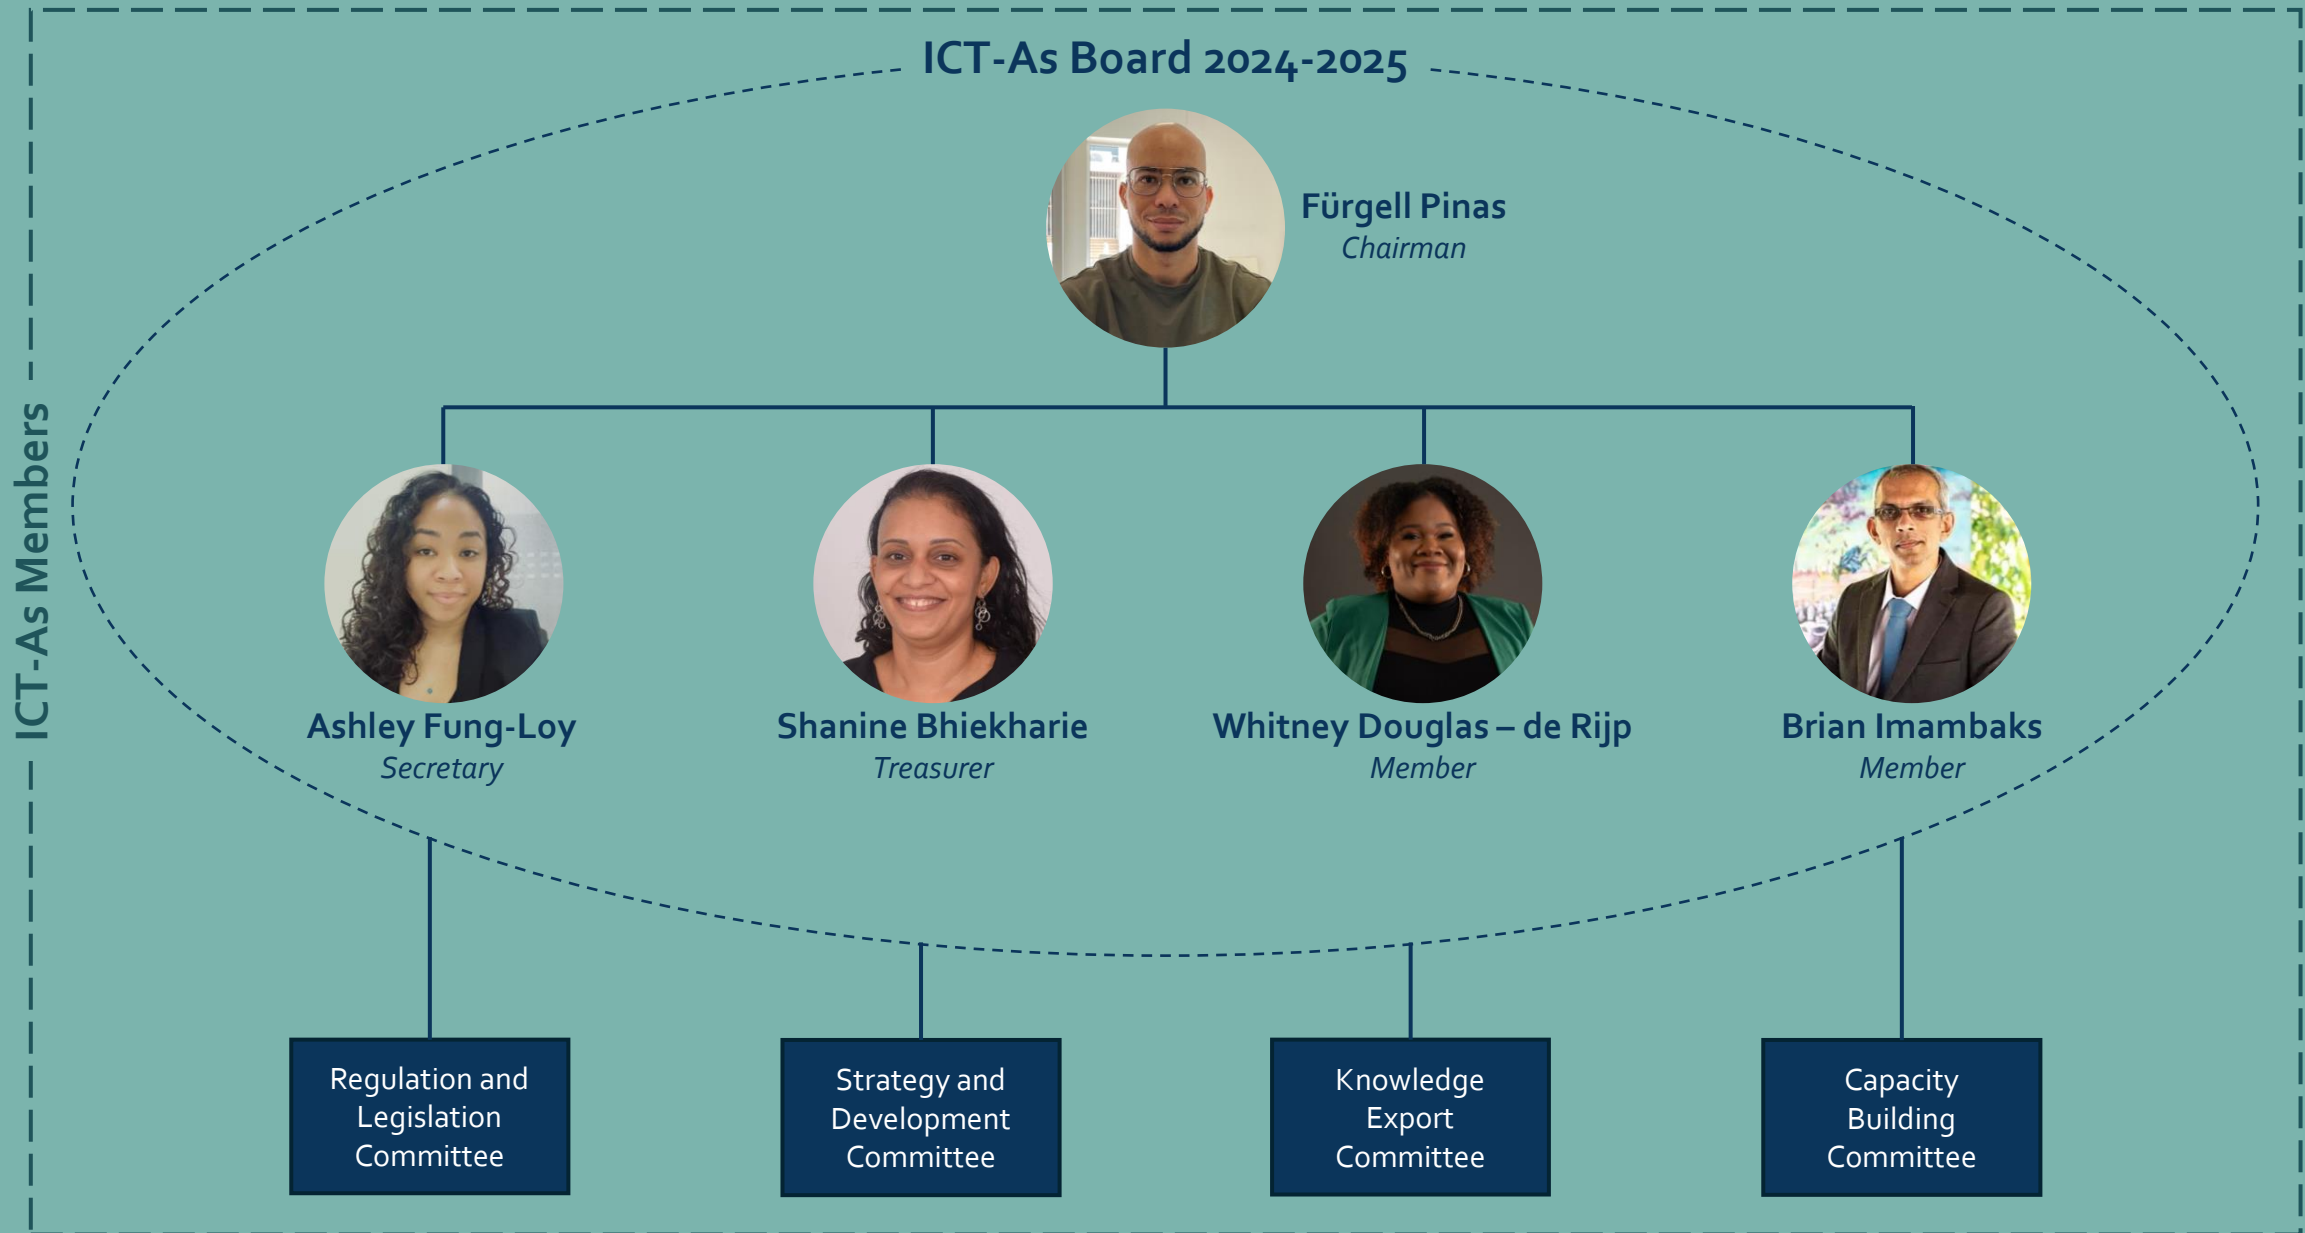 ICT-As Board 2024-2025
Fürgell Pinas
Chairman
ICT-As Members
Ashley Fung-Loy
Secretary
Shanine Bhiekharie
Treasurer
Whitney Douglas – de Rijp
Member
Brian Imambaks
Member
Regulation and
Legislation
Committee
Strategy and
Development
Committee
Knowledge
Export
Committee
Capacity
Building
Committee